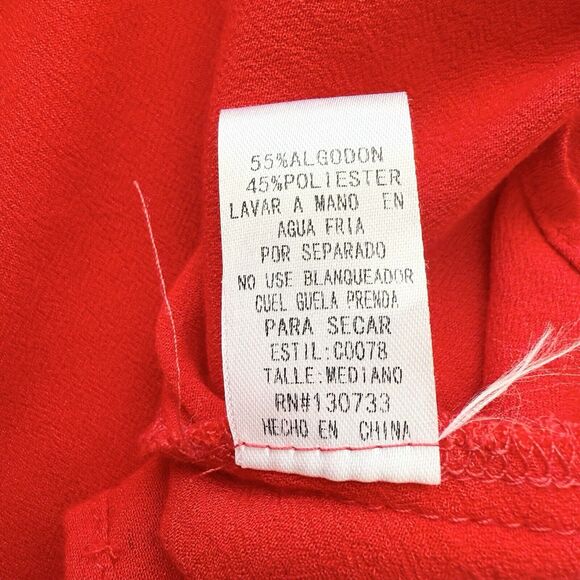 55%ALGODON
45%POLIESTER
LAVAR A MANO EN
AGUA FRIA
POR SEPARADO
NO USE BLANQUEADOR
CUEL GUELA PRENDA
PARA SECAR
ESTIL:C0078
TALLE:MEDIANO
RN#130733
HECHO EN CHINA